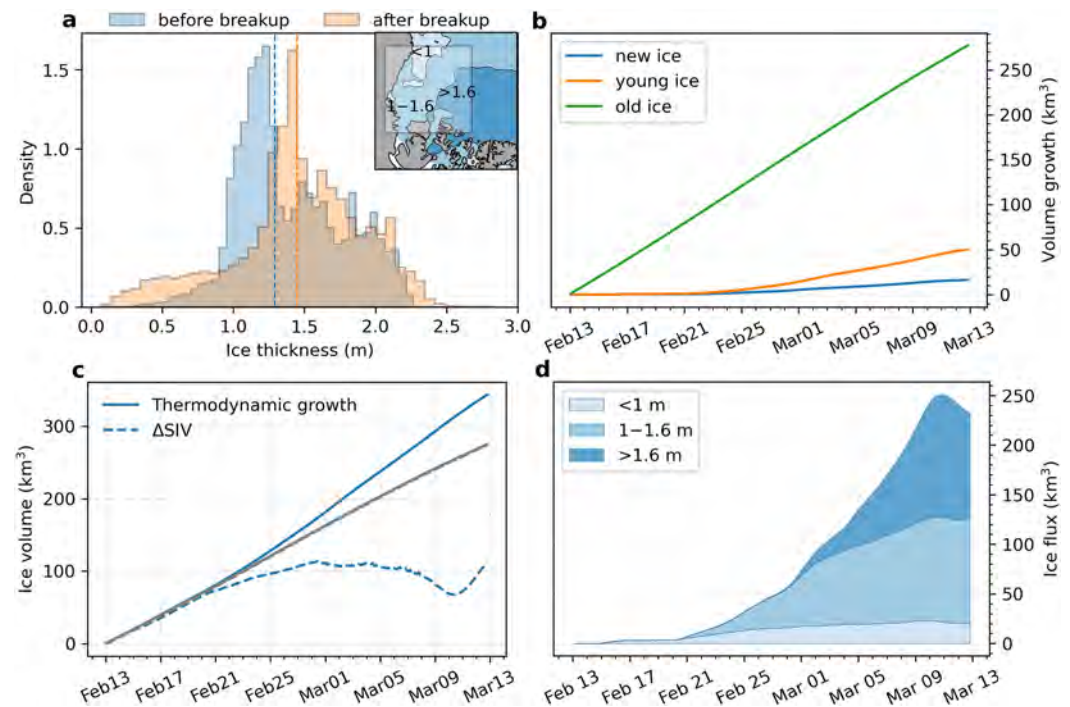 a
before breakup
after breakup
1.5
1.0
0.5
0.0
Density
<1
>1.6
1−1.6
0.0
0.5
1.0
1.5
2.0
2.5
3.0
Ice thickness (m)
b
new ice
young ice
old ice
250
200
150
100
50
0
Volume growth (km³)
Feb13
Feb17
Feb21
Feb25
Mar01
Mar05
Mar09
Mar13
c
Thermodynamic growth
ΔSIV
300
200
100
0
Ice volume (km³)
Feb13
Feb17
Feb21
Feb25
Mar01
Mar05
Mar09
Mar13
d
<1 m
1−1.6 m
>1.6 m
250
200
150
100
50
0
Ice flux (km³)
Feb 13
Feb 17
Feb 21
Feb 25
Mar 01
Mar 05
Mar 09
Mar 13